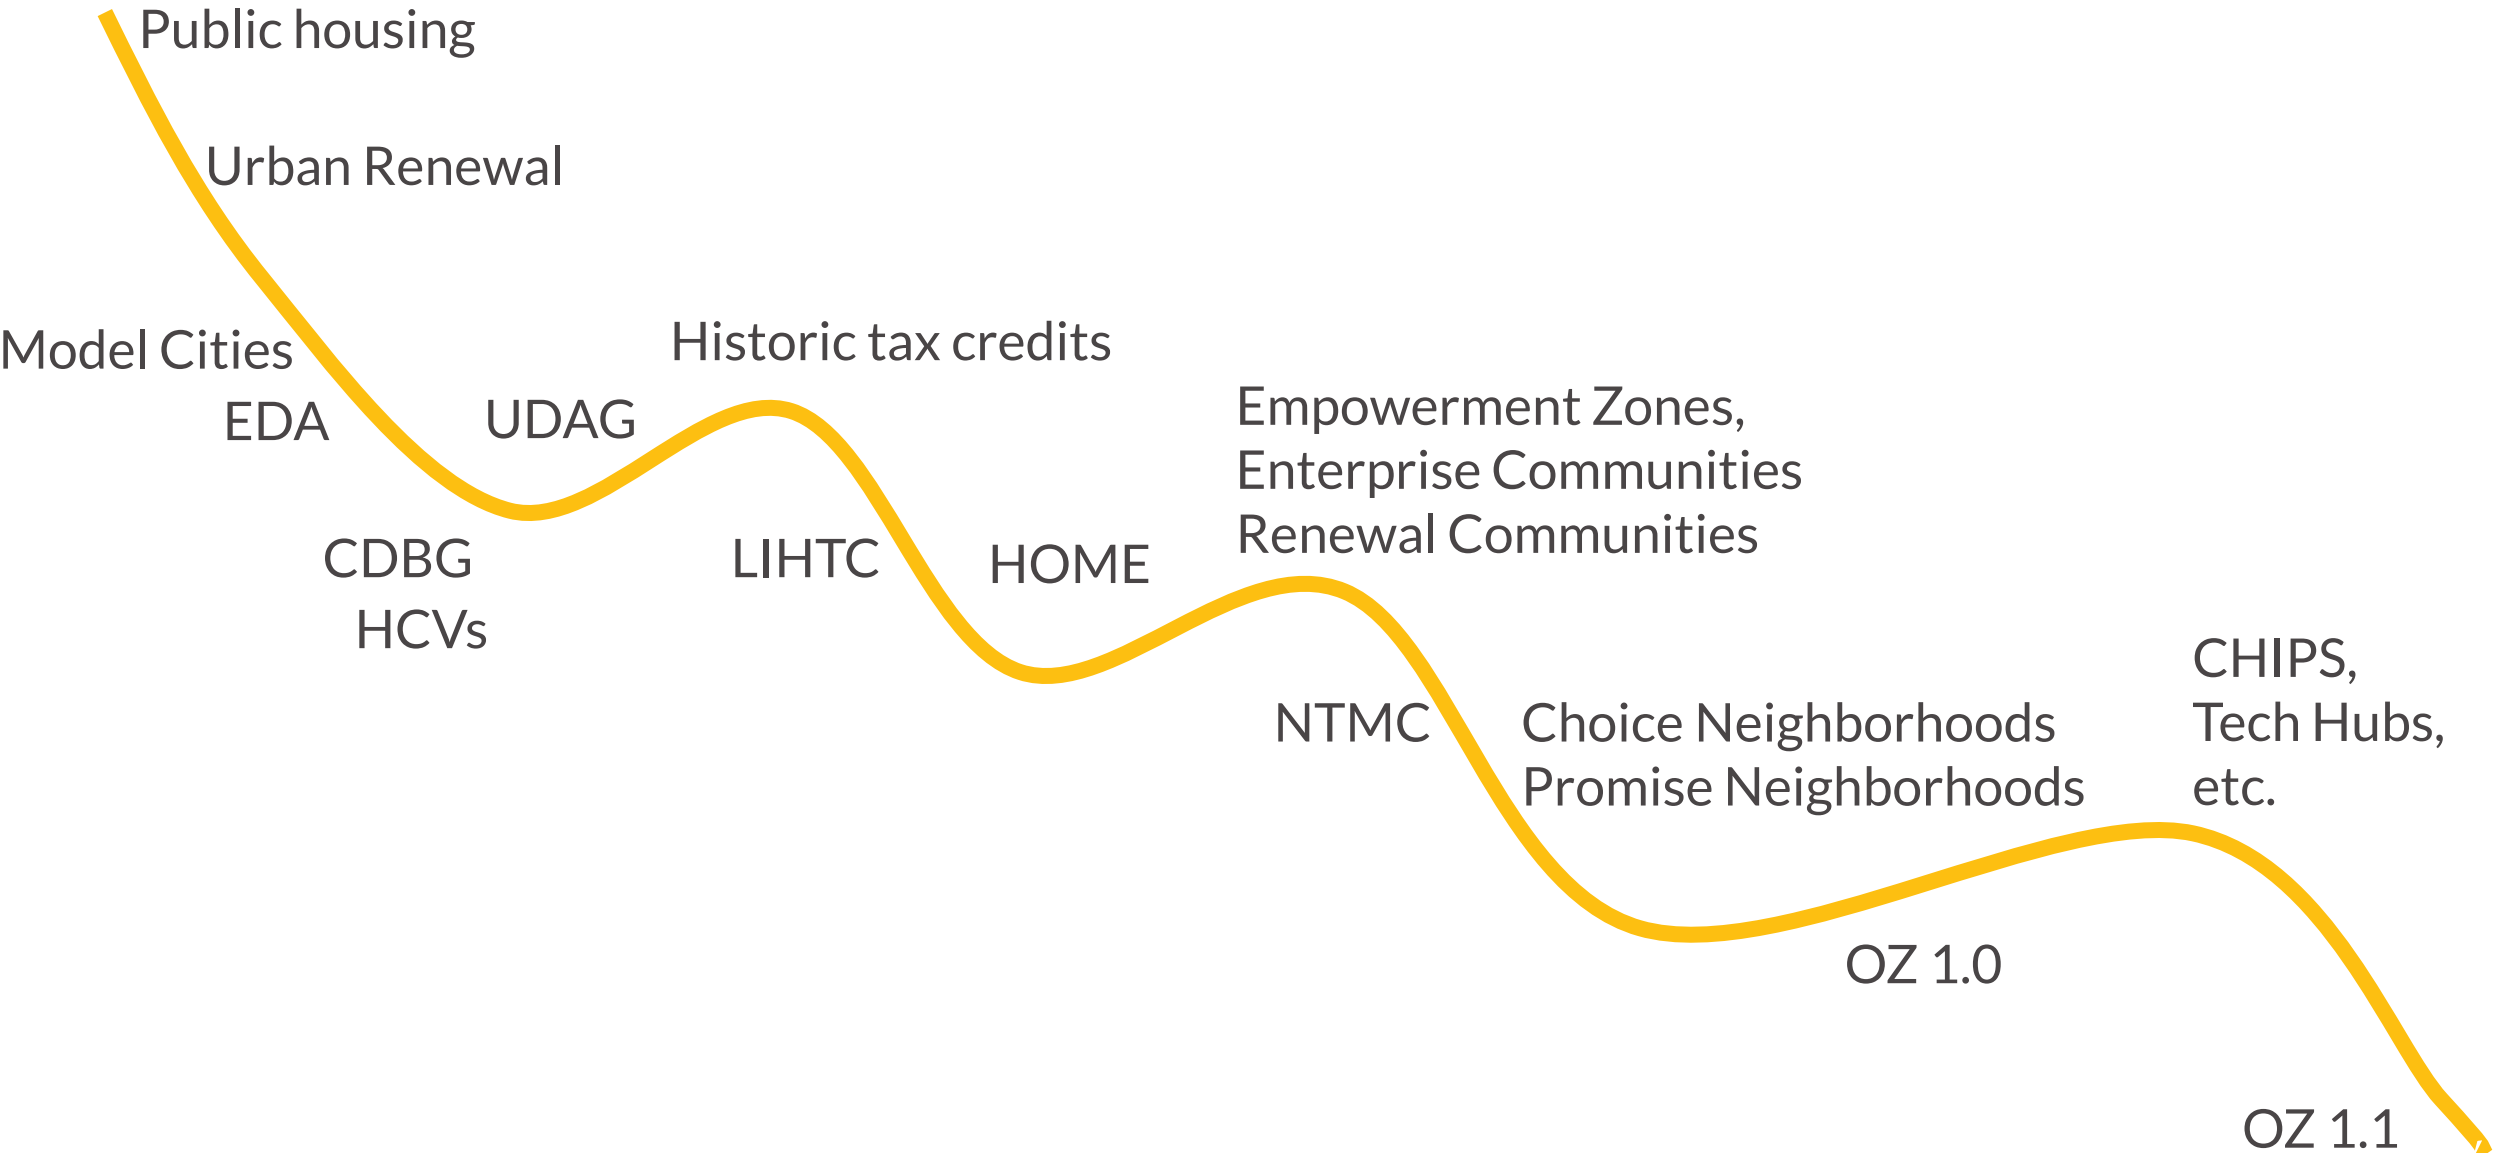 Public housing
Urban Renewal
Model Cities
Historic tax credits
EDA
UDAG
Empowerment Zones,
Enterprise Communities
Renewal Communities
CDBG
LIHTC
HOME
HCVs
CHIPS,
Tech Hubs,
etc.
NTMC
Choice Neighborhoods
Promise Neighborhoods
OZ 1.0
OZ 1.1